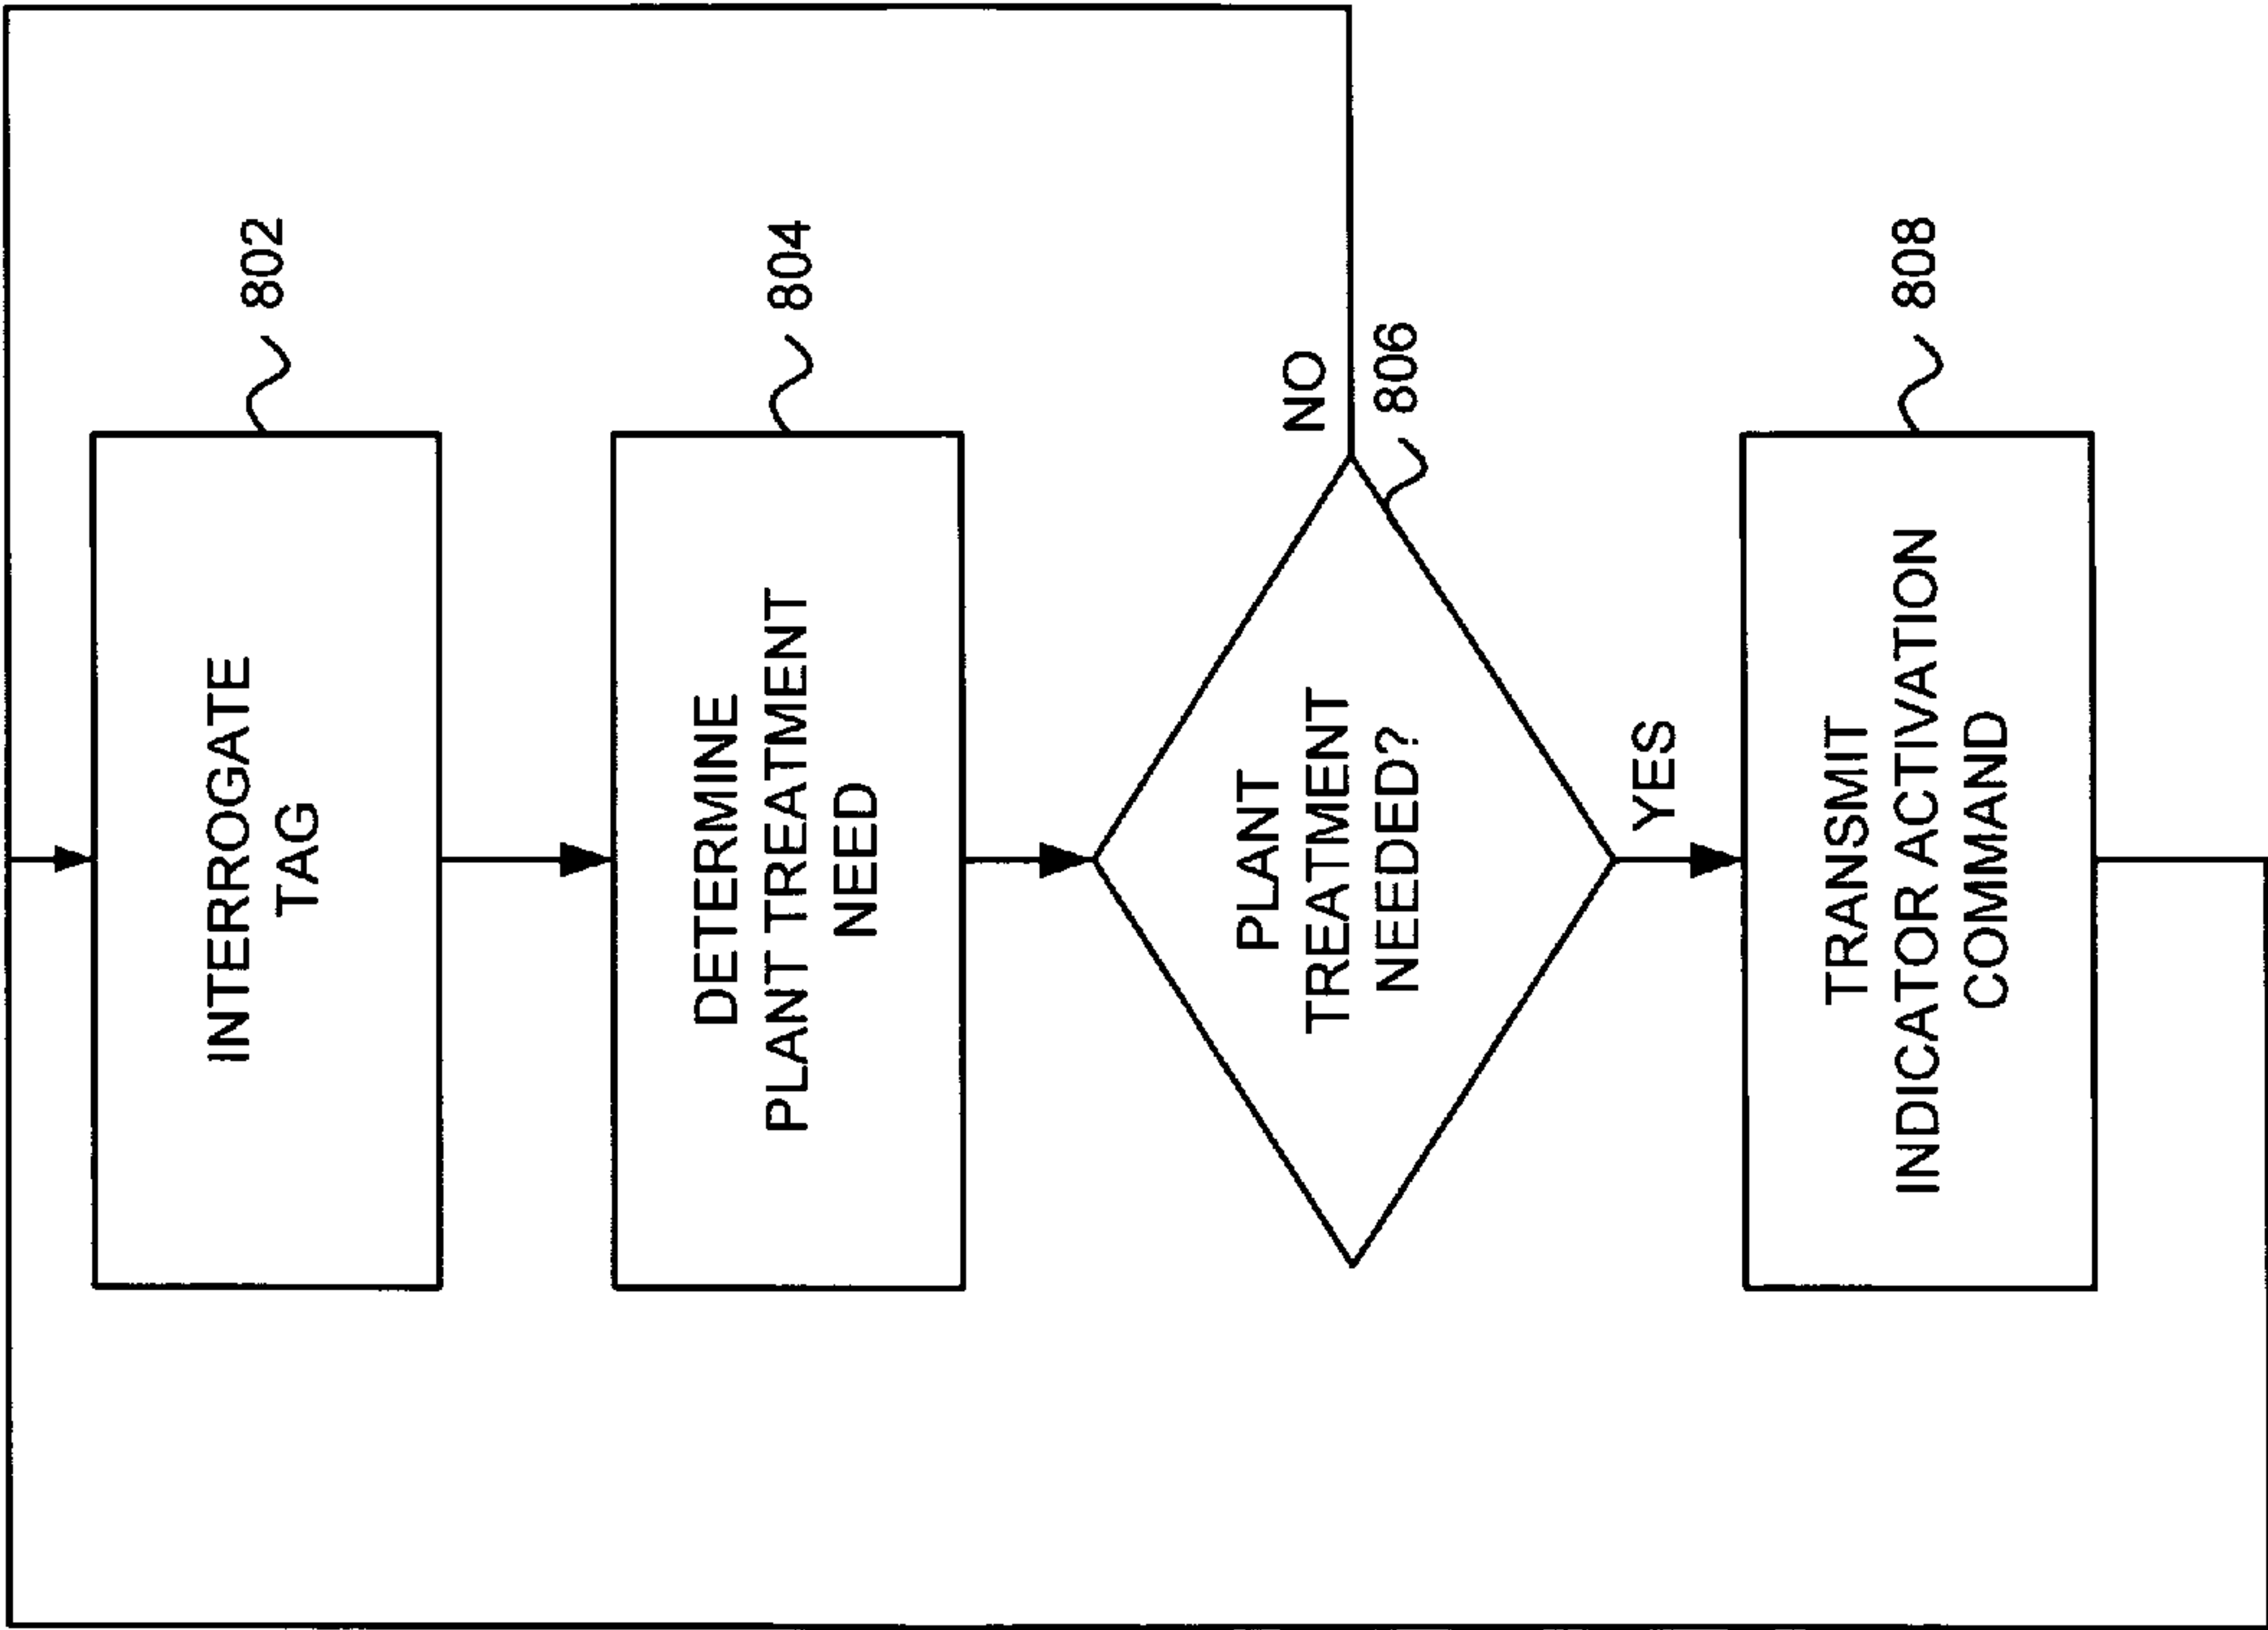 INTERROGATE
TAG
802
DETERMINE
PLANT TREATMENT
NEED
804
PLANT
TREATMENT
NEEDED?
NO
806
YES
TRANSMIT
INDICATOR ACTIVATION
COMMAND
808